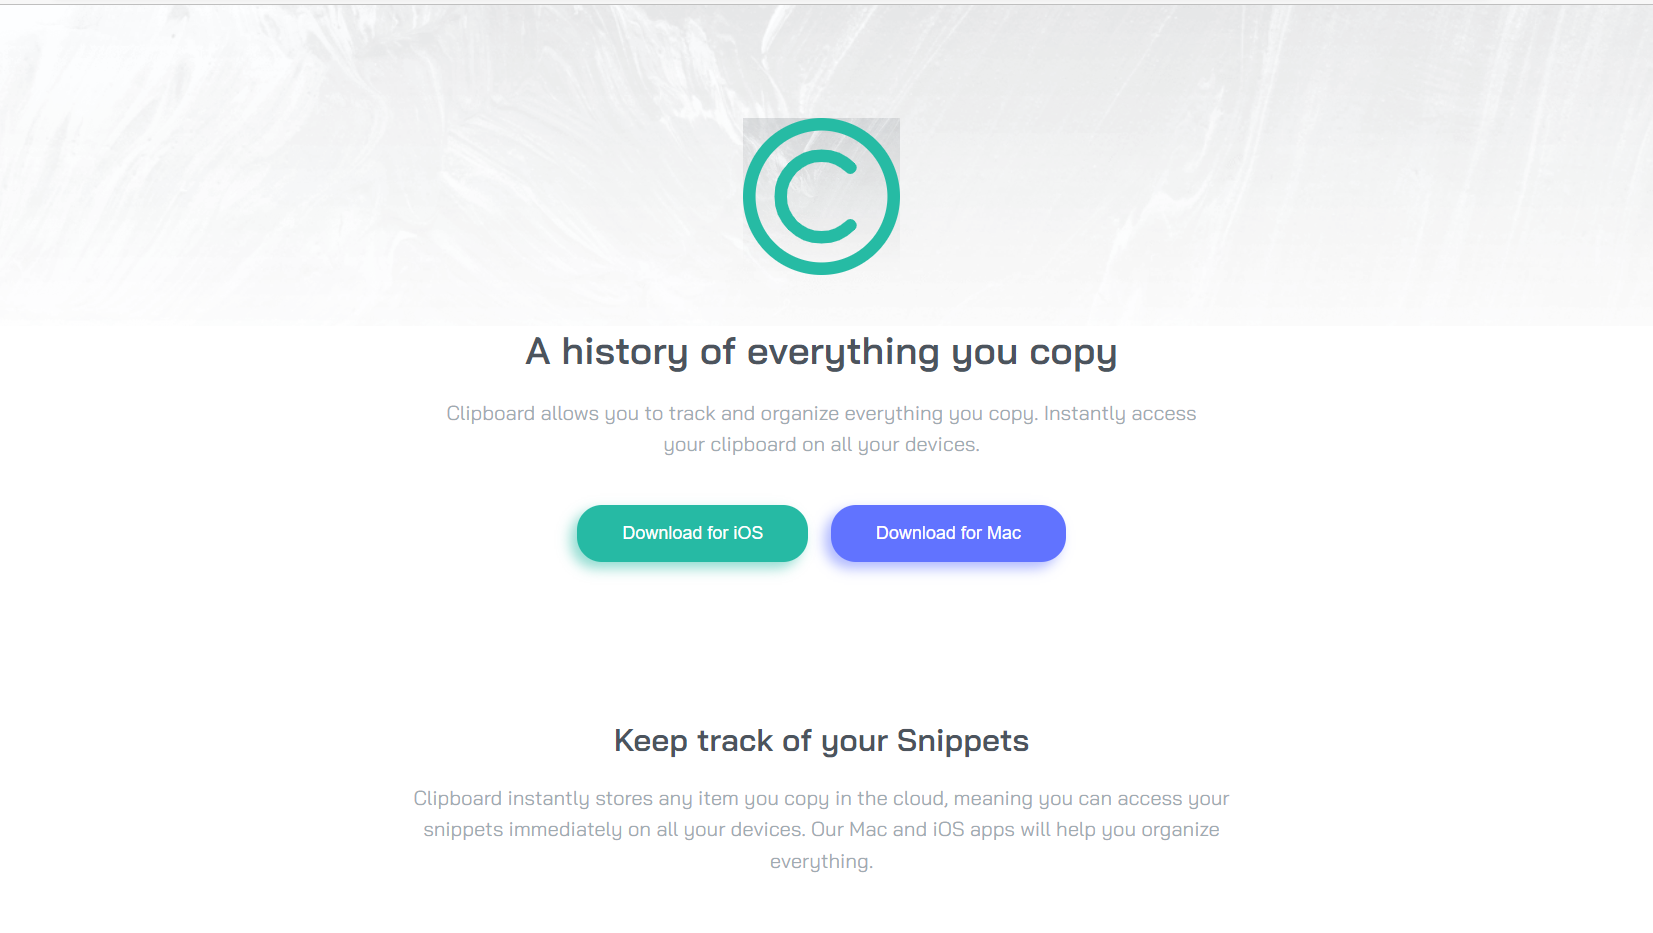 C
A history of everything you copy
Clipboard allows you to track and organize everything you copy. Instantly access
your clipboard on all your devices.
Download for iOS
Download for Mac
Keep track of your Snippets
Clipboard instantly stores any item you copy in the cloud, meaning you can access your
snippets immediately on all your devices. Our Mac and iOS apps will help you organize
everything.